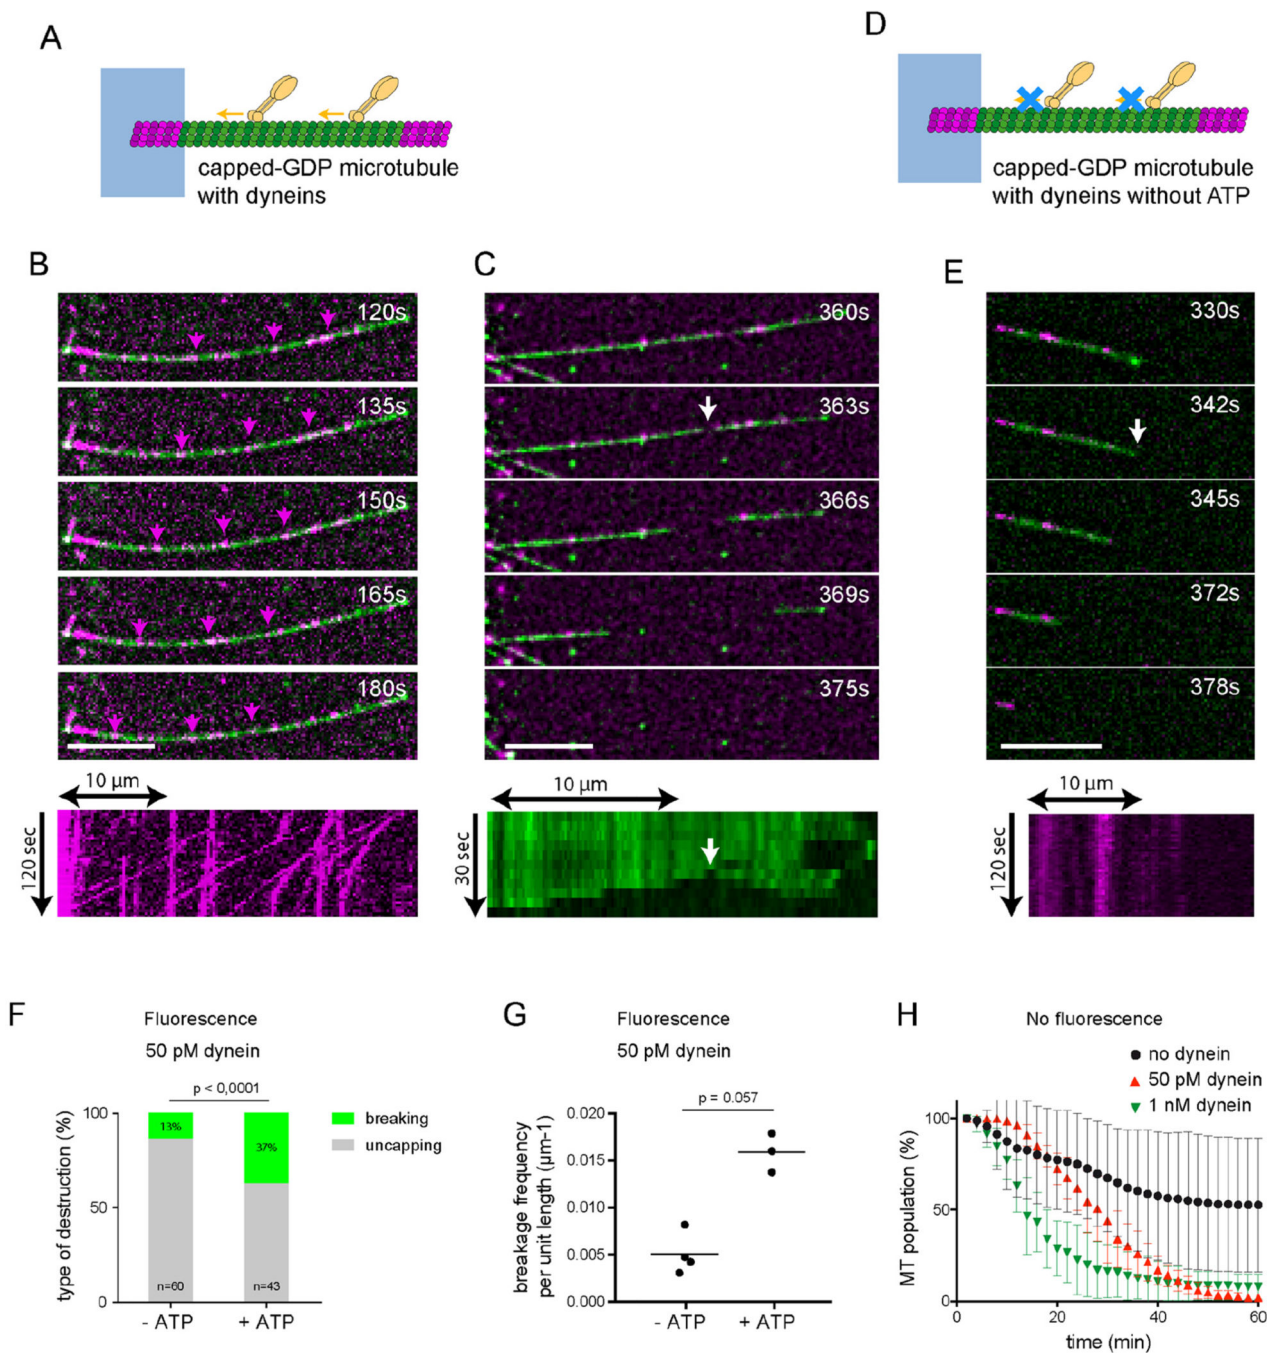 A
capped-GDP microtubule
with dyneins
D
capped-GDP microtubule
with dyneins without ATP
B
120s
135s
150s
165s
180s
10 µm
120 sec
C
360s
363s
366s
369s
375s
10 µm
30 sec
E
330s
342s
345s
372s
378s
10 µm
120 sec
F
Fluorescence
50 pM dynein
p < 0,0001
type of destruction (%)
100
50
0
13%
37%
n=60
n=43
- ATP
+ ATP
breaking
uncapping
G
Fluorescence
50 pM dynein
p = 0.057
breakage frequency
per unit length (µm-1)
0.020
0.015
0.010
0.005
0.000
- ATP
+ ATP
H
No fluorescence
no dynein
50 pM dynein
1 nM dynein
MT population (%)
100
50
0
0
20
40
60
time (min)